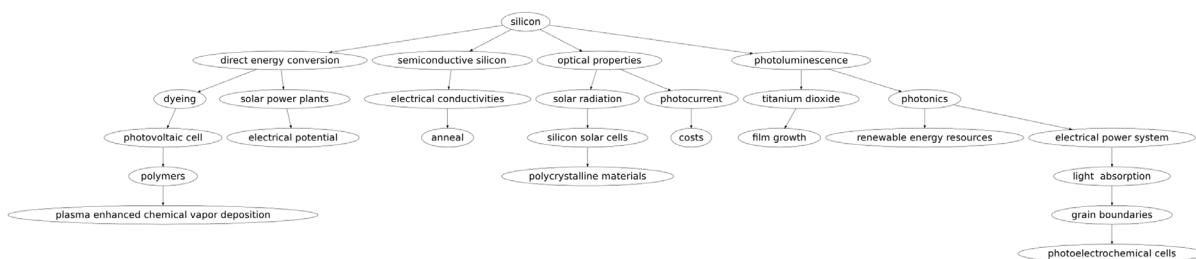 silicon
direct energy conversion
semiconductive silicon
optical properties
photoluminescence
dyeing
solar power plants
electrical conductivities
solar radiation
photocurrent
titanium dioxide
photonics
photovoltaic cell
electrical potential
anneal
silicon solar cells
costs
film growth
renewable energy resources
electrical power system
polymers
polycrystalline materials
light absorption
plasma enhanced chemical vapor deposition
grain boundaries
photoelectrochemical cells